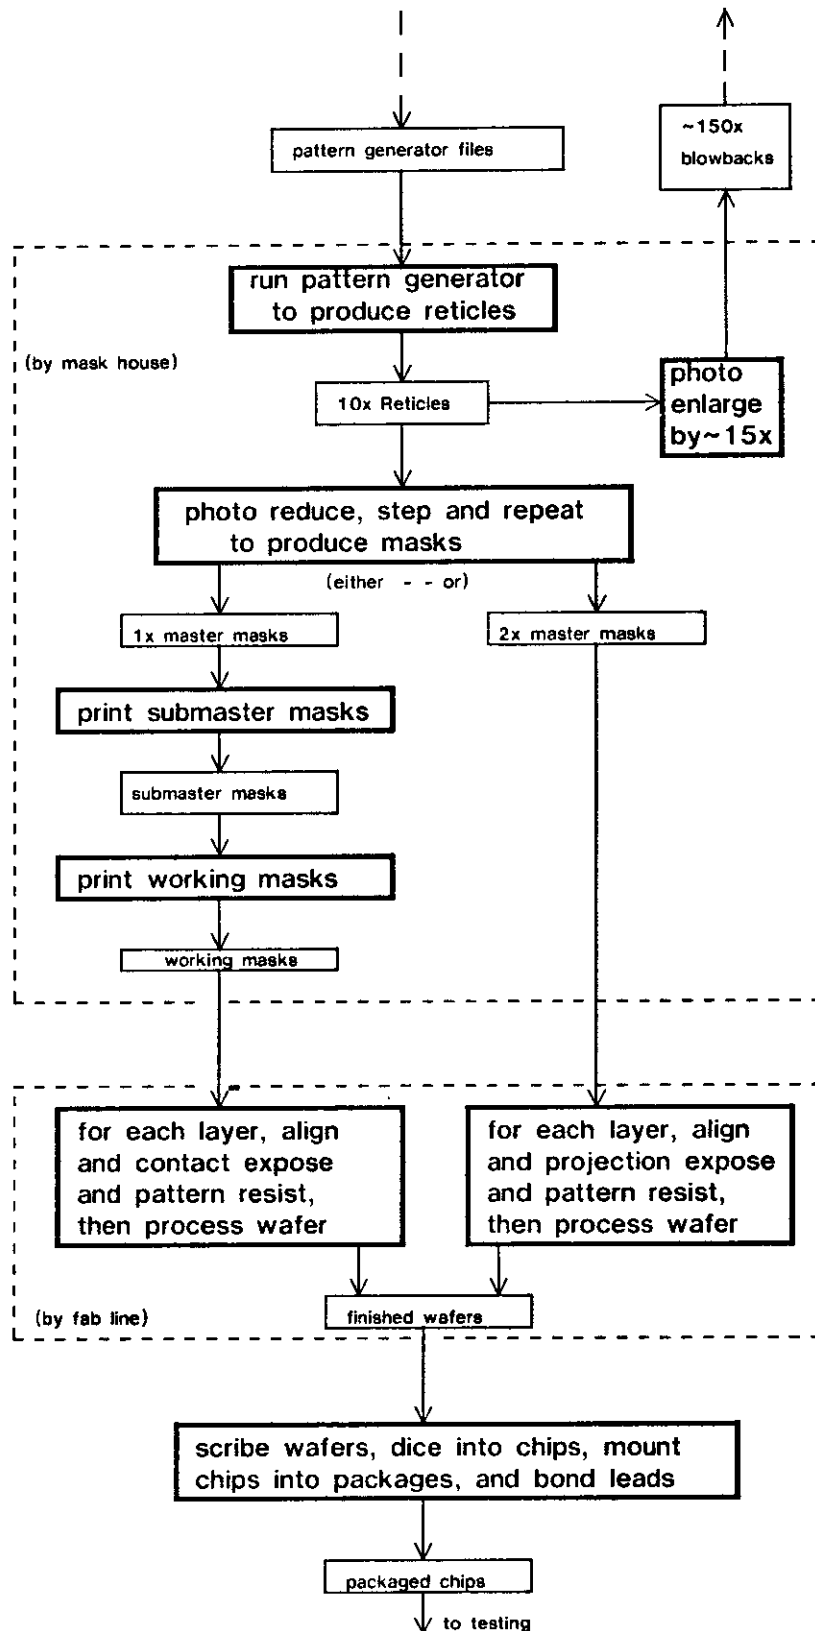 pattern generator files
~150x
blowbacks
run pattern generator
to produce reticles
(by mask house)
10x Reticles
photo
enlarge
by~15x
photo reduce, step and repeat
to produce masks
(either - - or)
1x master masks
2x master masks
print submaster masks
submaster masks
print working masks
working masks
for each layer, align
and contact expose
and pattern resist,
then process wafer
for each layer, align
and projection expose
and pattern resist,
then process wafer
(by fab line)
finished wafers
scribe wafers, dice into chips, mount
chips into packages, and bond leads
packaged chips
to testing